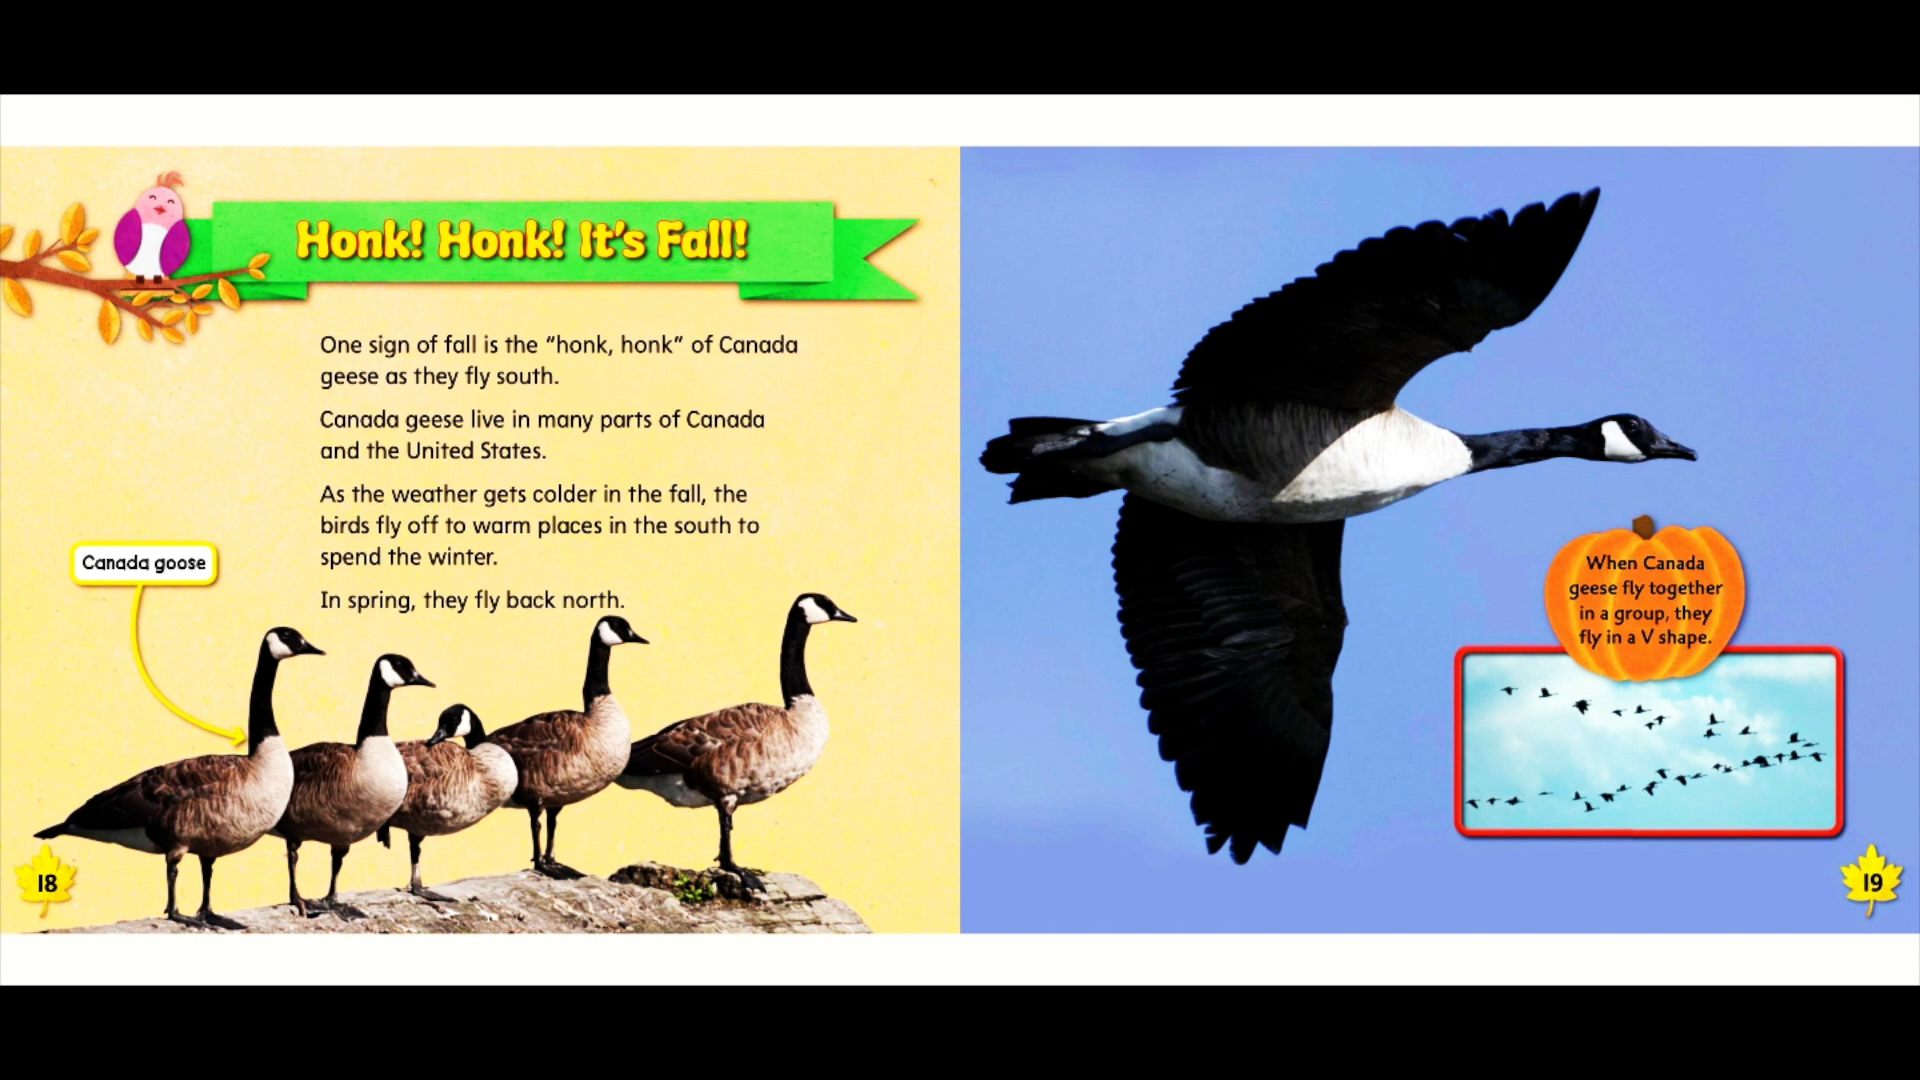 Honk! Honk! It's Fall!
One sign of fall is the “honk, honk” of Canada
geese as they fly south.
Canada geese live in many parts of Canada
and the United States.
As the weather gets colder in the fall, the
birds fly off to warm places in the south to
spend the winter.
In spring, they fly back north.
Canada goose
18
When Canada
geese fly together
in a group, they
fly in a V shape.
19